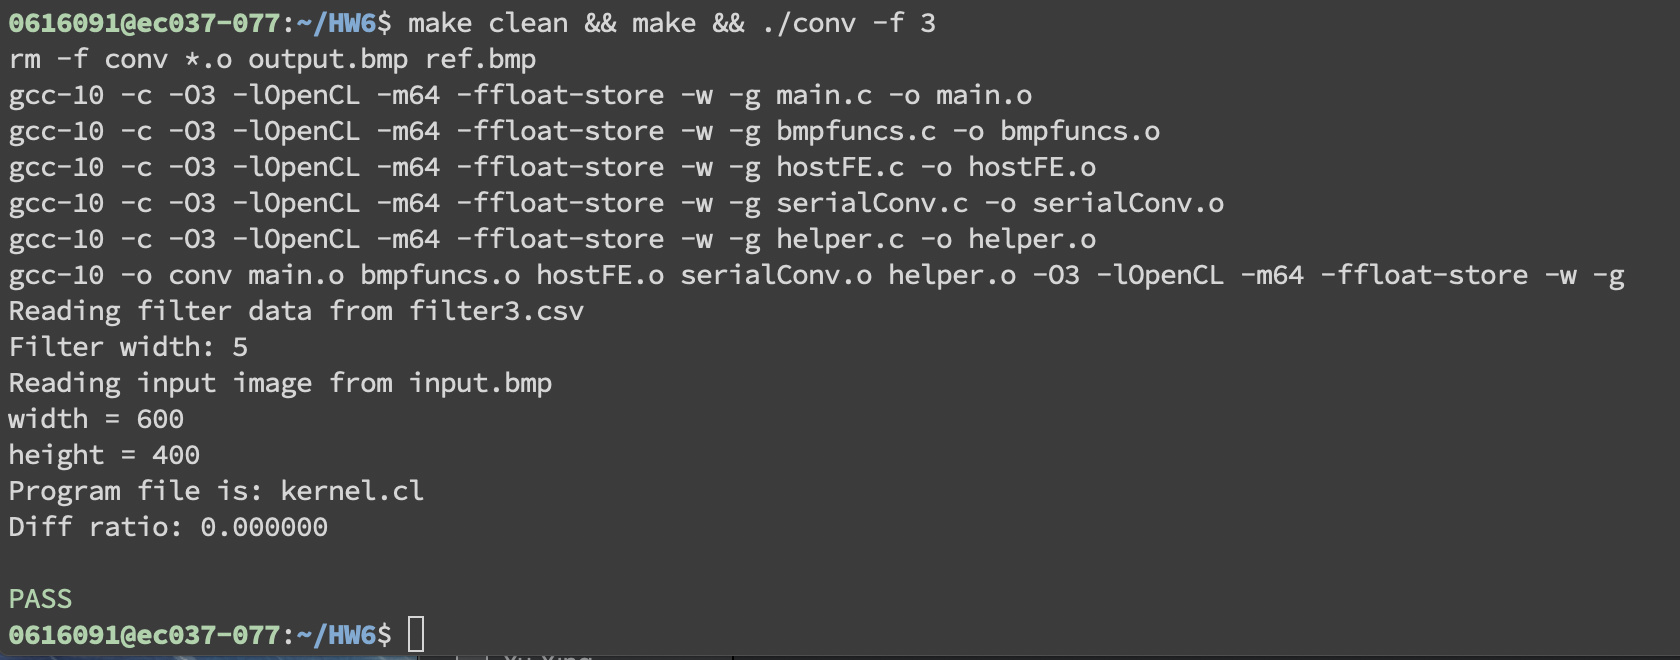 0616091@ec037-077:~/HW6$ make clean && make && ./conv -f 3
rm -f conv *.o output.bmp ref.bmp
gcc-10 -c -O3 -lOpenCL -m64 -ffloat-store -w -g main.c -o main.o
gcc-10 -c -O3 -lOpenCL -m64 -ffloat-store -w -g bmpfuncs.c -o bmpfuncs.o
gcc-10 -c -O3 -lOpenCL -m64 -ffloat-store -w -g hostFE.c -o hostFE.o
gcc-10 -c -O3 -lOpenCL -m64 -ffloat-store -w -g serialConv.c -o serialConv.o
gcc-10 -c -O3 -lOpenCL -m64 -ffloat-store -w -g helper.c -o helper.o
gcc-10 -o conv main.o bmpfuncs.o hostFE.o serialConv.o helper.o -O3 -lOpenCL -m64 -ffloat-store -w -g
Reading filter data from filter3.csv
Filter width: 5
Reading input image from input.bmp
width = 600
height = 400
Program file is: kernel.cl
Diff ratio: 0.000000
PASS
0616091@ec037-077:~/HW6$